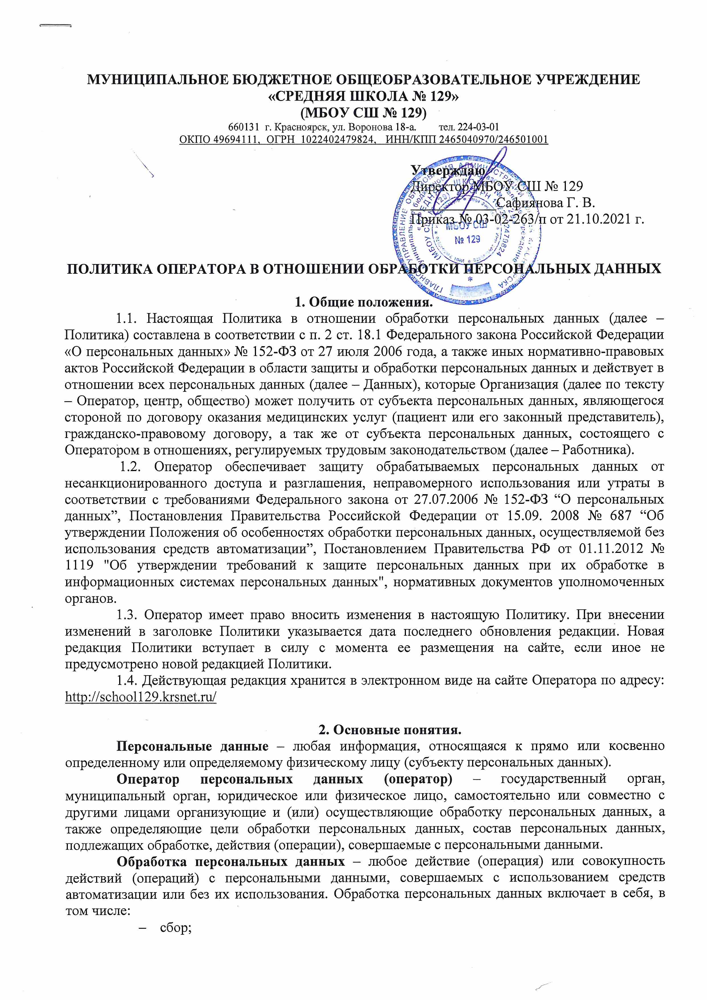 МУНИЦИПАЛЬНОЕ БЮДЖЕТНОЕ ОБЩЕОБРАЗОВАТЕЛЬНОЕ УЧРЕЖДЕНИЕ
«СРЕДНЯЯ ШКОЛА № 129»
(МБОУ СШ № 129)
660131 г. Красноярск, ул. Воронова 18-а. тел. 224-03-01
ОКПО 49694111, ОГРН 1022402479824, ИНН/КПП 2465040970/246501001
Утверждаю
Директор МБОУ СШ № 129
Сафиянова Г. В.
Приказ № 03-02-263/п от 21.10.2021 г.
МБОУ СШ
№ 129
ПОЛИТИКА ОПЕРАТОРА В ОТНОШЕНИИ ОБРАБОТКИ ПЕРСОНАЛЬНЫХ ДАННЫХ
1. Общие положения.
1.1. Настоящая Политика в отношении обработки персональных данных (далее –
Политика) составлена в соответствии с п. 2 ст. 18.1 Федерального закона Российской Федерации
«О персональных данных» № 152-ФЗ от 27 июля 2006 года, а также иных нормативно-правовых
актов Российской Федерации в области защиты и обработки персональных данных и действует в
отношении всех персональных данных (далее – Данных), которые Организация (далее по тексту
– Оператор, центр, общество) может получить от субъекта персональных данных, являющегося
стороной по договору оказания медицинских услуг (пациент или его законный представитель),
гражданско-правовому договору, а так же от субъекта персональных данных, состоящего с
Оператором в отношениях, регулируемых трудовым законодательством (далее – Работника).
1.2. Оператор обеспечивает защиту обрабатываемых персональных данных от
несанкционированного доступа и разглашения, неправомерного использования или утраты в
соответствии с требованиями Федерального закона от 27.07.2006 № 152-ФЗ “О персональных
данных”, Постановления Правительства Российской Федерации от 15.09. 2008 № 687 “Об
утверждении Положения об особенностях обработки персональных данных, осуществляемой без
использования средств автоматизации”, Постановлением Правительства РФ от 01.11.2012 №
1119 "Об утверждении требований к защите персональных данных при их обработке в
информационных системах персональных данных", нормативных документов уполномоченных
органов.
1.3. Оператор имеет право вносить изменения в настоящую Политику. При внесении
изменений в заголовке Политики указывается дата последнего обновления редакции. Новая
редакция Политики вступает в силу с момента ее размещения на сайте, если иное не
предусмотрено новой редакцией Политики.
1.4. Действующая редакция хранится в электронном виде на сайте Оператора по адресу:
http://school129.krsnet.ru/
2. Основные понятия.
Персональные данные – любая информация, относящаяся к прямо или косвенно
определенному или определяемому физическому лицу (субъекту персональных данных).
Оператор персональных данных (оператор) – государственный орган,
муниципальный орган, юридическое или физическое лицо, самостоятельно или совместно с
другими лицами организующие и (или) осуществляющие обработку персональных данных, а
также определяющие цели обработки персональных данных, состав персональных данных,
подлежащих обработке, действия (операции), совершаемые с персональными данными.
Обработка персональных данных – любое действие (операция) или совокупность
действий (операций) с персональными данными, совершаемых с использованием средств
автоматизации или без их использования. Обработка персональных данных включает в себя, в
том числе:
– сбор;